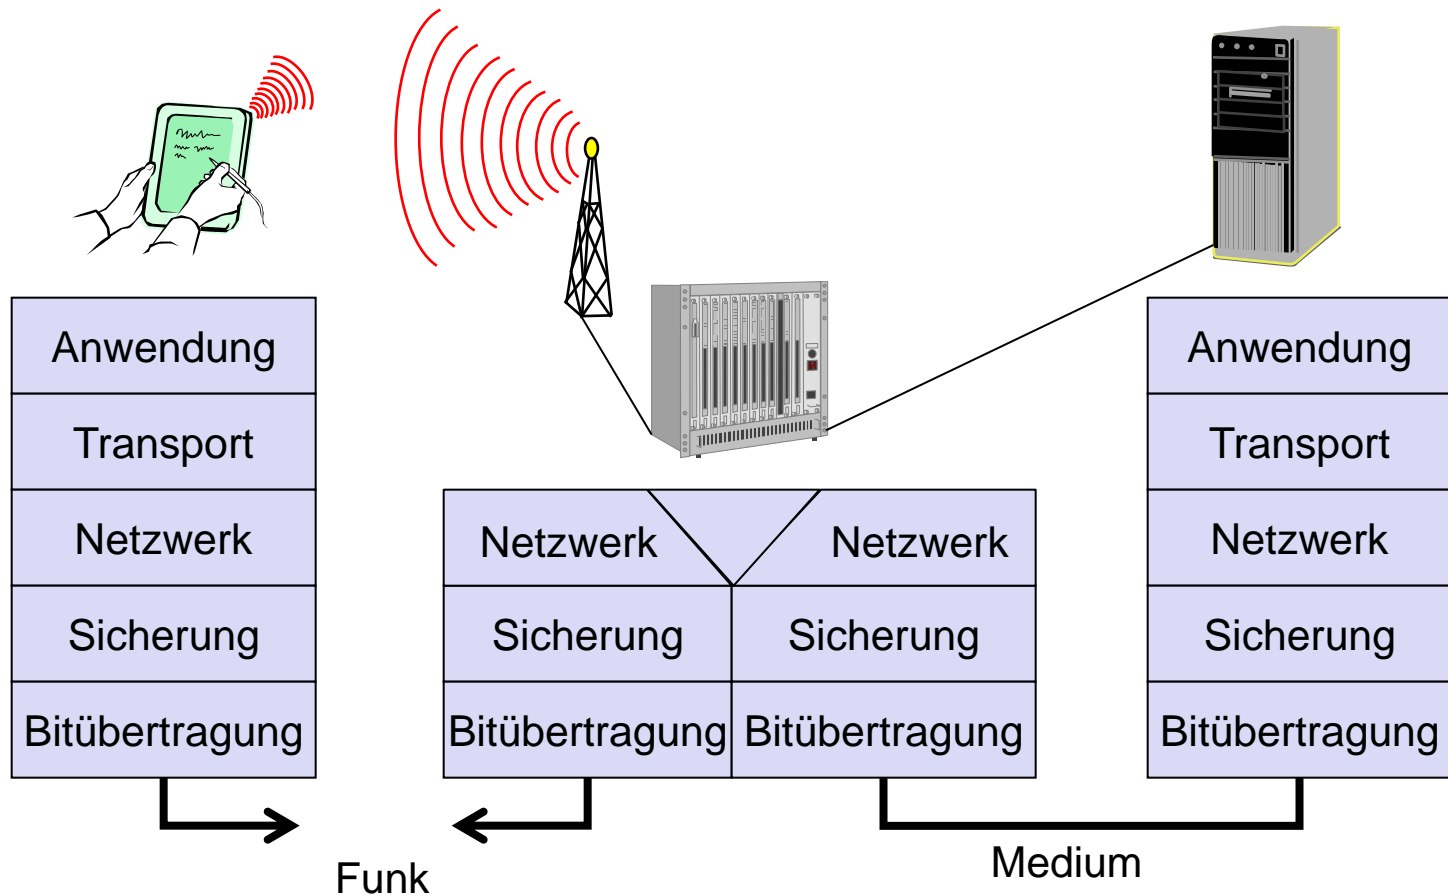 Anwendung
Transport
Netzwerk
Sicherung
Bitübertragung
Netzwerk Netzwerk
Sicherung Sicherung
Bitübertragung Bitübertragung
Anwendung
Transport
Netzwerk
Sicherung
Bitübertragung
Funk
Medium